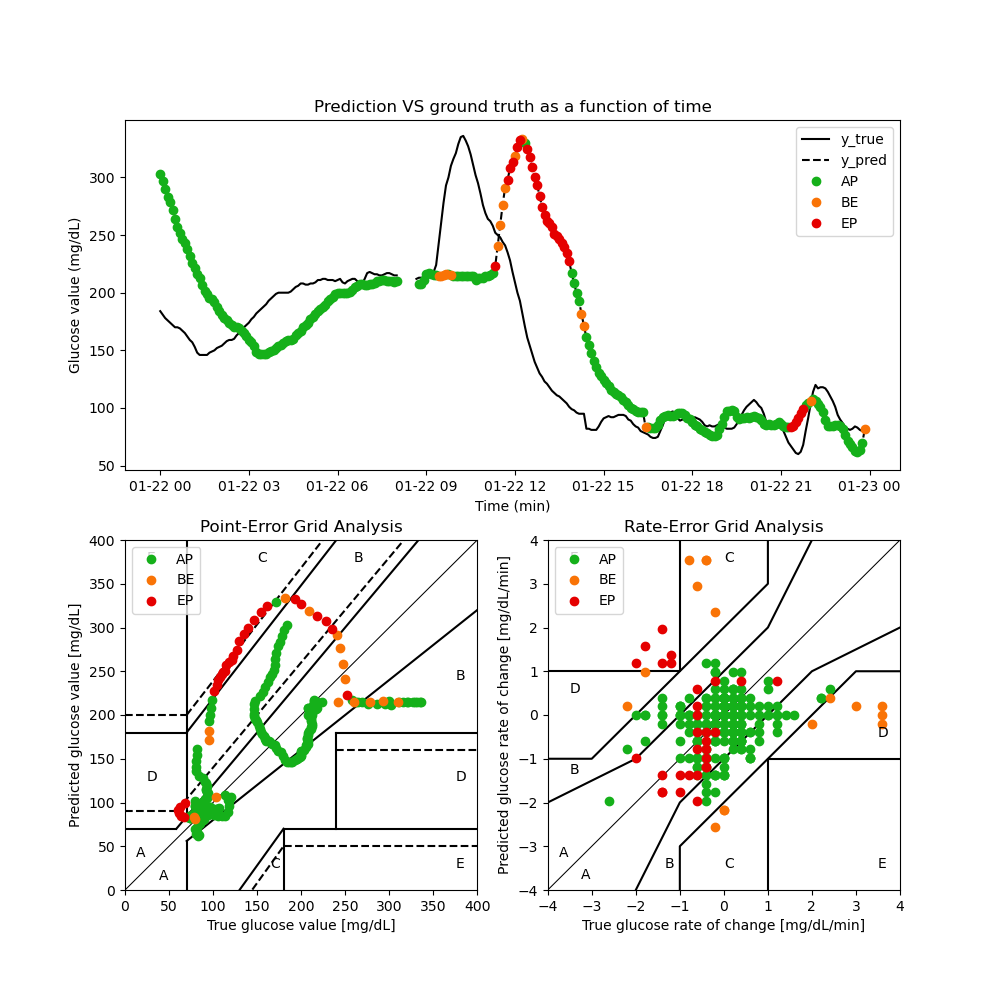 Prediction VS ground truth as a function of time
Glucose value (mg/dL)
300
250
200
150
100
50
y_true
y_pred
AP
BE
EP
01-22 00 01-22 03 01-22 06 01-22 09 01-22 12 01-22 15 01-22 18 01-22 21 01-23 00
Time (min)
Point-Error Grid Analysis
Predicted glucose value [mg/dL]
400
350
300
250
200
150
100
50
0
AP
BE
EP
C
B
B
D
D
A
A
C
E
0 50 100 150 200 250 300 350 400
True glucose value [mg/dL]
Rate-Error Grid Analysis
Predicted glucose rate of change [mg/dL/min]
4
3
2
1
0
−1
−2
−3
−4
AP
BE
EP
C
D
D
B
A
A
B
C
E
−4 −3 −2 −1 0 1 2 3 4
True glucose rate of change [mg/dL/min]